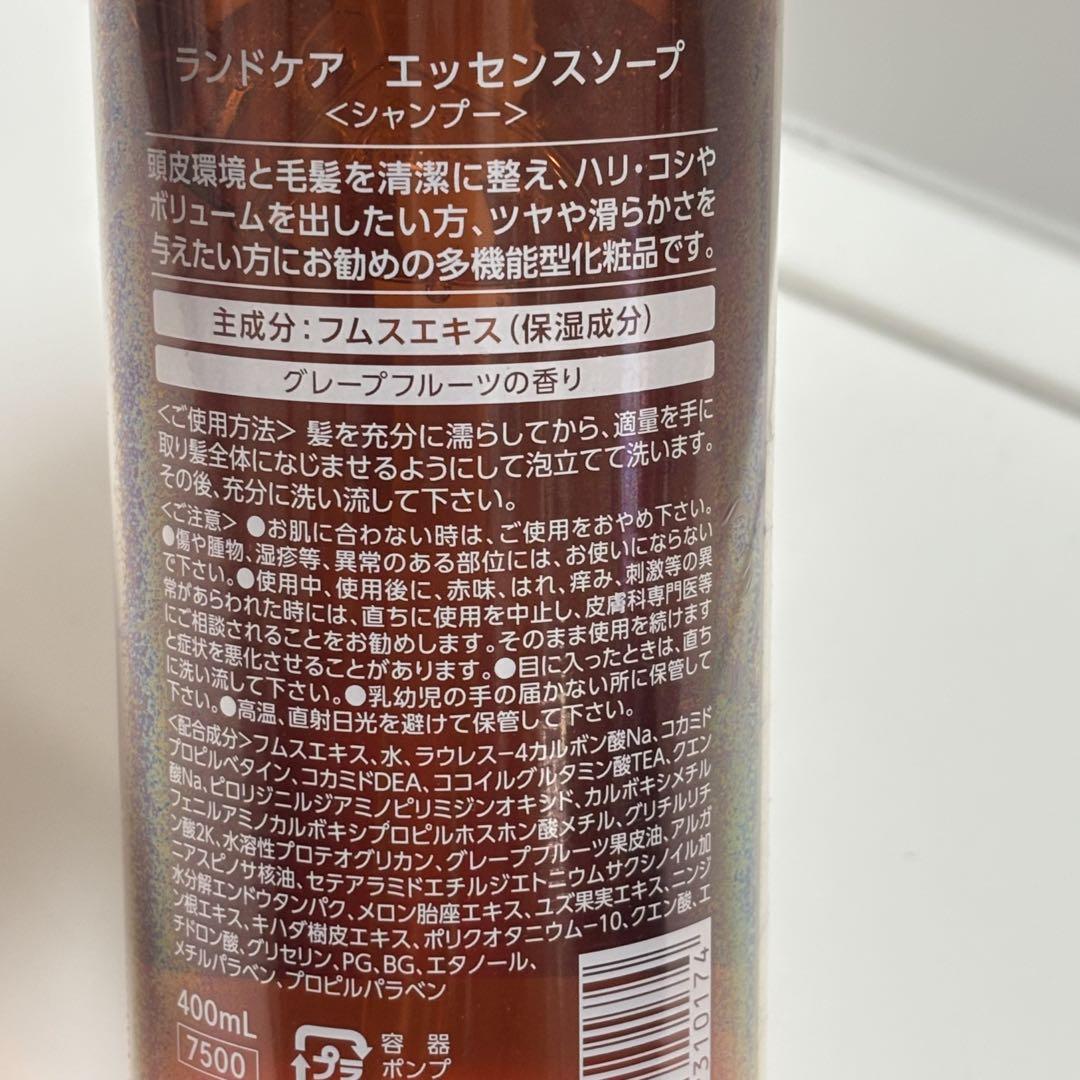 ランドケア エッセンスソープ
<シャンプー>
頭皮環境と毛髪を清潔に整え、ハリ・コシや
ボリュームを出したい方、ツヤや滑らかさを
与えたい方にお勧めの多機能型化粧品です。
主成分：フムスエキス(保湿成分)
グレープフルーツの香り
<ご使用方法> 髪を充分に濡らしてから、適量を手に
取り髪全体になじませるようにして泡立てて洗います。
その後、充分に洗い流して下さい。
<ご注意> ●お肌に合わない時は、ご使用をおやめ下さい。
●傷や腫物、湿疹等、異常のある部位には、お使いにならない
で下さい。●使用中、使用後に、赤味、はれ、痒み、刺激等の異
常があらわれた時には、直ちに使用を中止し、皮膚科専門医等
にご相談されることをお勧めします。そのまま使用を続けます
と症状を悪化させることがあります。●目に入ったときは、直ち
に洗い流して下さい。●乳幼児の手の届かない所に保管して
下さい。●高温、直射日光を避けて保管して下さい。
<配合成分>フムスエキス、水、ラウレス-4カルボン酸Na、コカミド
プロピルベタイン、コカミドDEA、ココイルグルタミン酸TEA、クエン
酸Na、ピロリジニルジアミノピリミジンオキシド、カルボキシメチル
フェニルアミノカルボキシプロピルホスホン酸メチル、グリチルリチ
ン酸2K、水溶性プロテオグリカン、グレープフルーツ果皮油、アルガ
ニアスピノサ核油、セテアラミドエチルジエトニウムサクシノイル加
水分解エンドウタンパク、メロン胎座エキス、ユズ果実エキス、ニンジ
ン根エキス、キハダ樹皮エキス、ポリクオタニウム-10、クエン酸、エ
チドロン酸、グリセリン、PG、BG、エタノール、
メチルパラベン、プロピルパラベン
400mL
7500
プラ
容器
ポンプ
310174